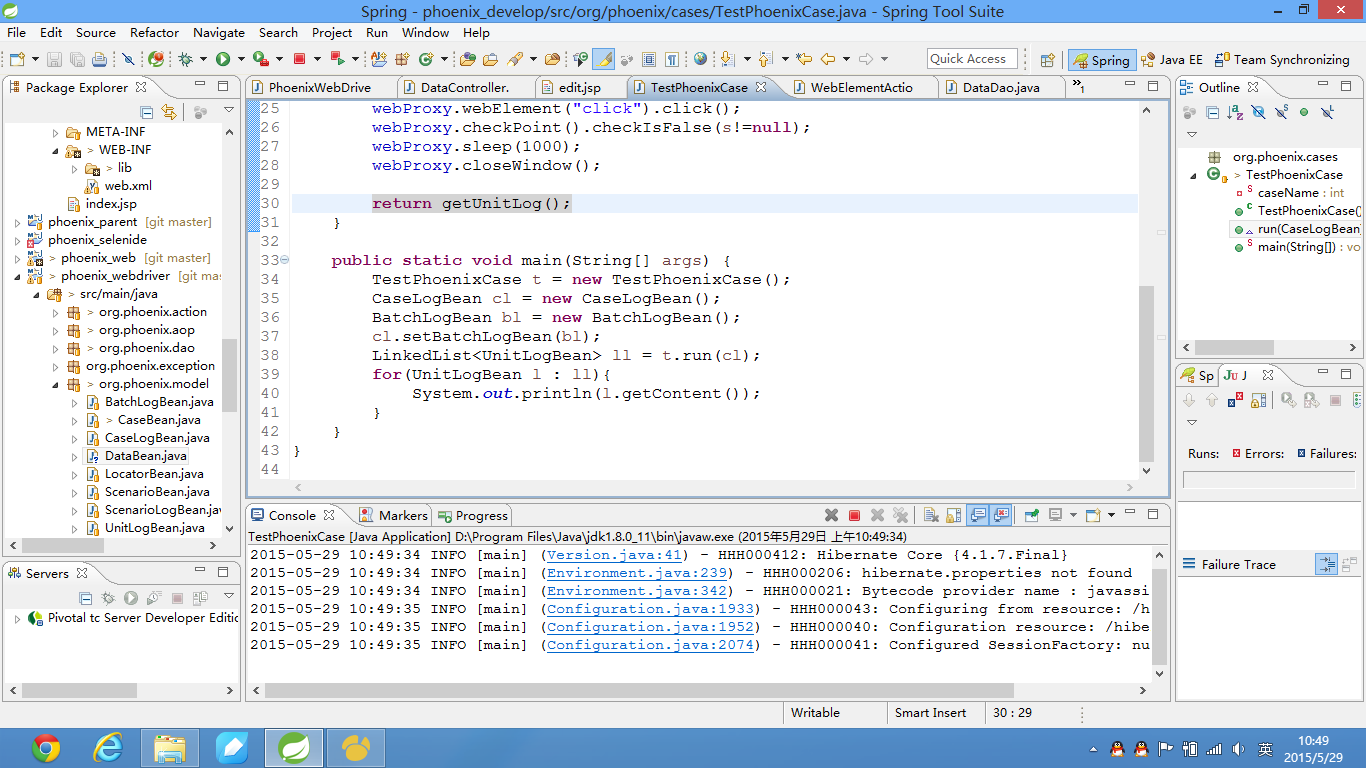 Spring - phoenix_develop/src/org/phoenix/cases/TestPhoenixCase.java - Spring Tool Suite
File Edit Source Refactor Navigate Search Project Run Window Help
Quick Access
Spring Java EE Team Synchronizing
Package Explorer
META-INF
> WEB-INF
> lib
web.xml
index.jsp
phoenix_parent [git master]
phoenix_selenide
> phoenix_web [git master]
> phoenix_webdriver [git mas
> src/main/java
> org.phoenix.action
> org.phoenix.aop
> org.phoenix.dao
org.phoenix.exception
> org.phoenix.model
BatchLogBean.java
> CaseBean.java
CaseLogBean.java
DataBean.java
LocatorBean.java
ScenarioBean.java
ScenarioLogBean.jav
UnitLogBean.java
Servers
Pivotal tc Server Developer Editic
PhoenixWebDrive DataController. edit.jsp TestPhoenixCase WebElementActio DataDao.java »1
25 webProxy.webElement("click").click();
26 webProxy.checkPoint().checkIsFalse(s!=null);
27 webProxy.sleep(1000);
28 webProxy.closeWindow();
29
30 return getUnitLog();
31 }
32
33 public static void main(String[] args) {
34 TestPhoenixCase t = new TestPhoenixCase();
35 CaseLogBean cl = new CaseLogBean();
36 BatchLogBean bl = new BatchLogBean();
37 cl.setBatchLogBean(bl);
38 LinkedList<UnitLogBean> ll = t.run(cl);
39 for(UnitLogBean l : ll){
40 System.out.println(l.getContent());
41 }
42 }
43 }
44
Console Markers Progress
TestPhoenixCase [Java Application] D:\Program Files\Java\jdk1.8.0_11\bin\javaw.exe (2015年5月29日 上午10:49:34)
2015-05-29 10:49:34 INFO [main] (Version.java:41) - HHH000412: Hibernate Core {4.1.7.Final}
2015-05-29 10:49:34 INFO [main] (Environment.java:239) - HHH000206: hibernate.properties not found
2015-05-29 10:49:34 INFO [main] (Environment.java:342) - HHH000021: Bytecode provider name : javassi
2015-05-29 10:49:35 INFO [main] (Configuration.java:1933) - HHH000043: Configuring from resource: /h
2015-05-29 10:49:35 INFO [main] (Configuration.java:1952) - HHH000040: Configuration resource: /hibe
2015-05-29 10:49:35 INFO [main] (Configuration.java:2074) - HHH000041: Configured SessionFactory: nu
Outline
org.phoenix.cases
> TestPhoenixCase
caseName : int
TestPhoenixCase()
run(CaseLogBean)
main(String[]) : vo
Sp JU J
Runs: Errors: Failures:
Failure Trace
Writable Smart Insert 30 : 29
英
10:49
2015/5/29